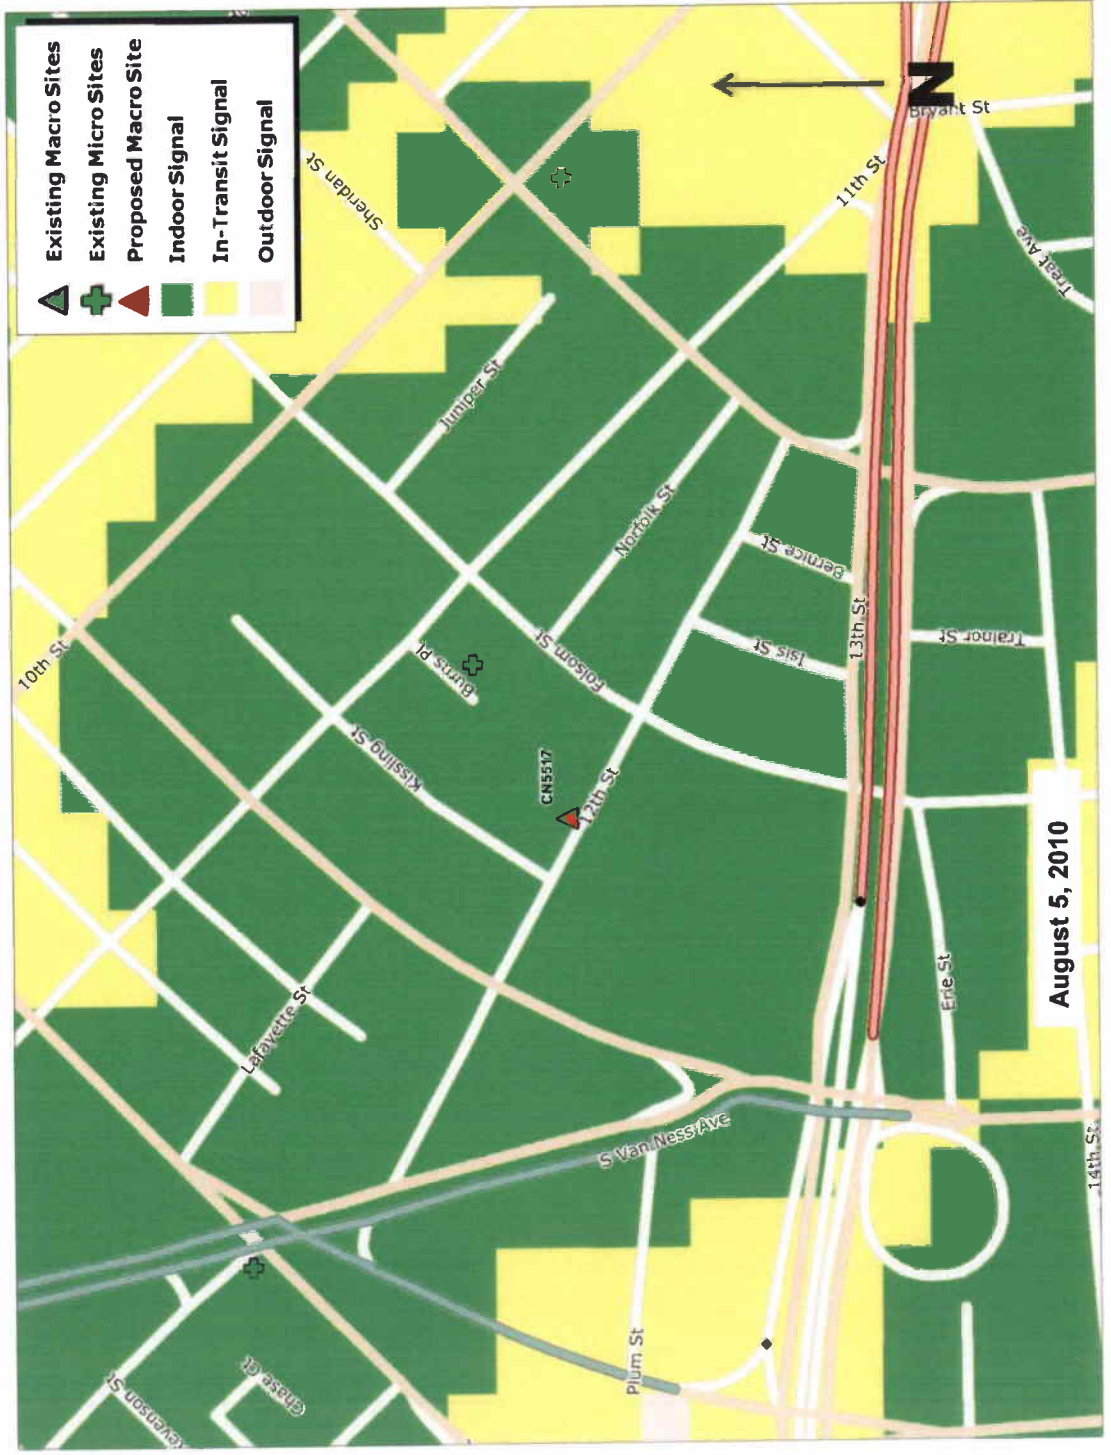 Existing Macro Sites
Existing Micro Sites
Proposed Macro Site
Indoor Signal
In-Transit Signal
Outdoor Signal
N
Bryant St
11th St
Treat Ave
Sheridan St
Juniper St
Norfolk St
Bernice St
13th St
Isis St
Trainor St
10th St
Burns Pl
Folsom St
Kissling St
CN5517
12th St
August 5, 2010
Erie St
Lafayette St
S Van Ness Ave
14th St
Plum St
Chase Ct
tevenson St